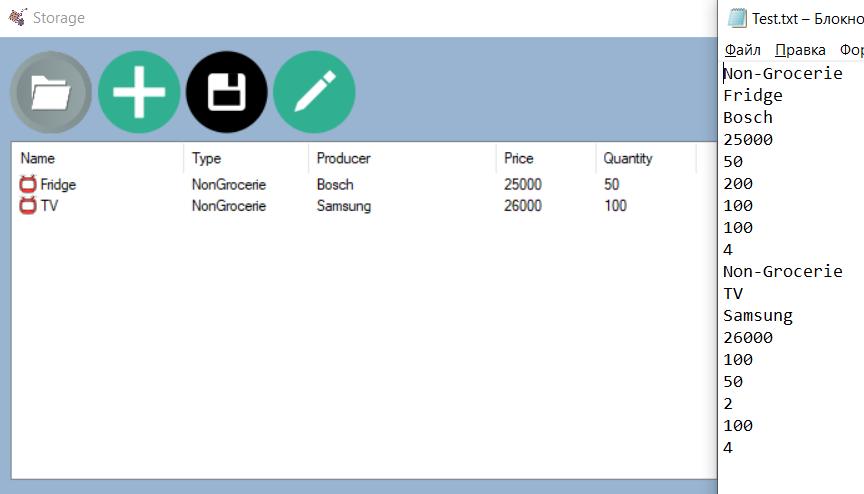 Storage
Name Type Producer Price Quantity
Fridge NonGrocerie Bosch 25000 50
TV NonGrocerie Samsung 26000 100
Test.txt – Блокно
Файл Правка Фор
Non-Grocerie
Fridge
Bosch
25000
50
200
100
100
4
Non-Grocerie
TV
Samsung
26000
100
50
2
100
4